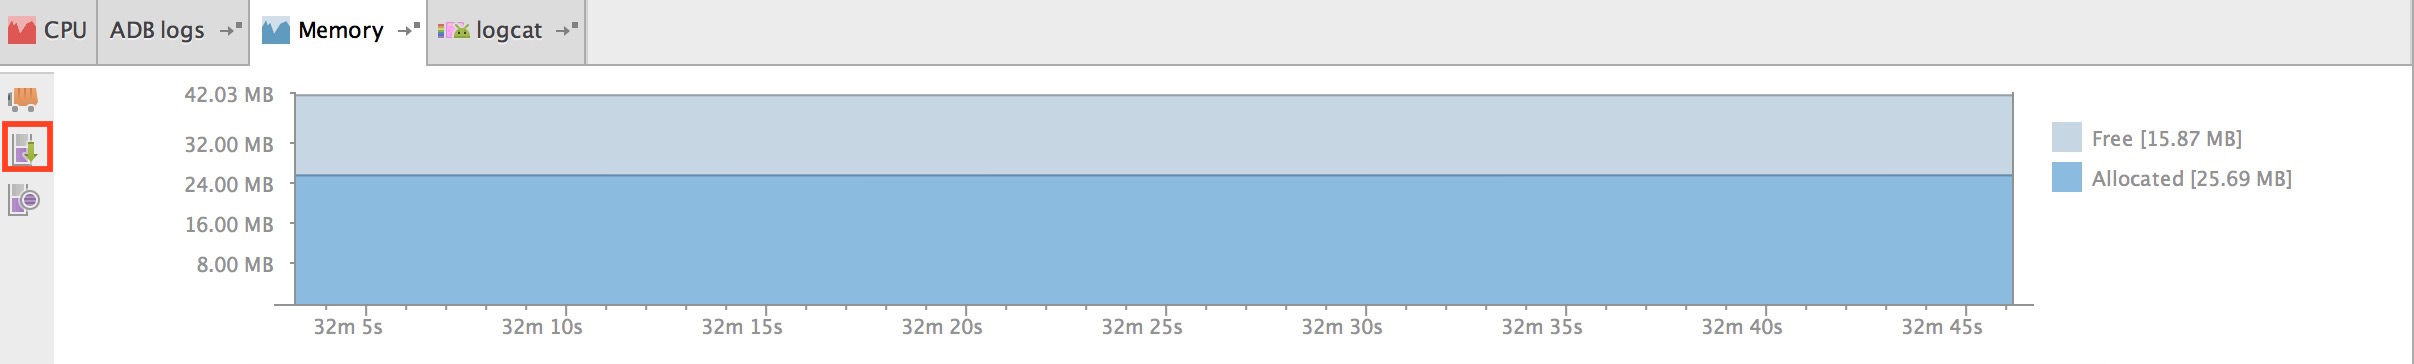 CPU ADB logs Memory logcat
42.03 MB
32.00 MB
24.00 MB
16.00 MB
8.00 MB
Free [15.87 MB]
Allocated [25.69 MB]
32m 5s 32m 10s 32m 15s 32m 20s 32m 25s 32m 30s 32m 35s 32m 40s 32m 45s